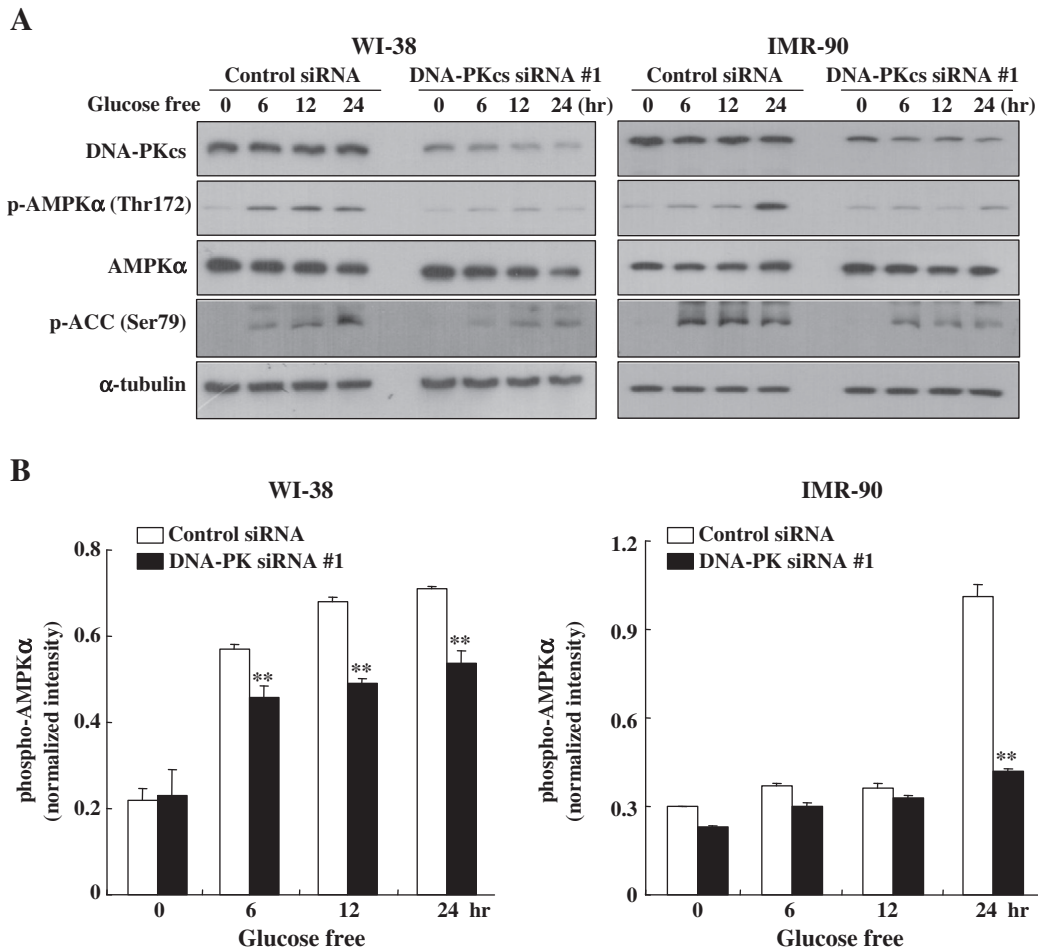 A
WI-38
IMR-90
Control siRNA
DNA-PKcs siRNA #1
Control siRNA
DNA-PKcs siRNA #1
Glucose free
0 6 12 24
0 6 12 24 (hr)
0 6 12 24
0 6 12 24 (hr)
DNA-PKcs
p-AMPKα (Thr172)
AMPKα
p-ACC (Ser79)
α-tubulin
B
WI-38
Control siRNA
DNA-PK siRNA #1
phospho-AMPKα
(normalized intensity)
0.8
0.6
0.4
0.2
0
**
**
**
0 6 12 24 hr
Glucose free
IMR-90
Control siRNA
DNA-PK siRNA #1
phospho-AMPKα
(normalized intensity)
1.2
0.9
0.6
0.3
0
**
0 6 12 24 hr
Glucose free